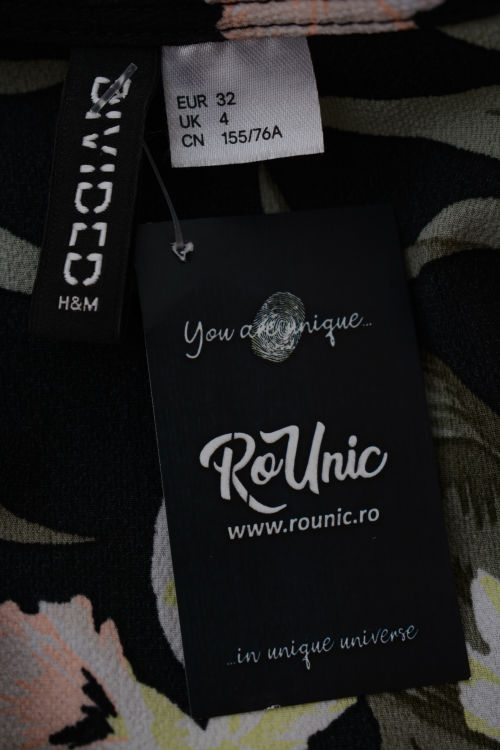 DIVIDED
H&M
EUR 32
UK 4
CN 155/76A
You are unique...
RoUnic
www.rounic.ro
...in unique universe